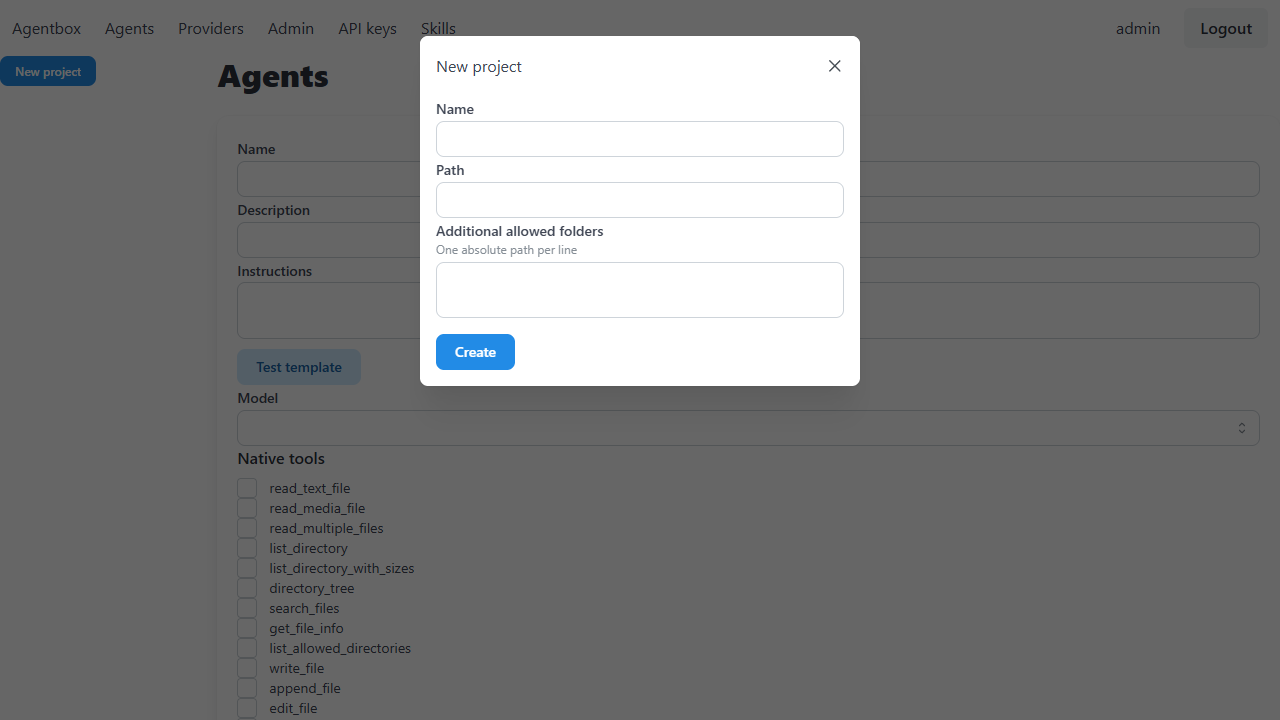 Agentbox Agents Providers Admin API keys Skills admin Logout
New project
Agents
Name
Description
Instructions
Test template
Model
Native tools
read_text_file
read_media_file
read_multiple_files
list_directory
list_directory_with_sizes
directory_tree
search_files
get_file_info
list_allowed_directories
write_file
append_file
edit_file
New project
Name
Path
Additional allowed folders
One absolute path per line
Create